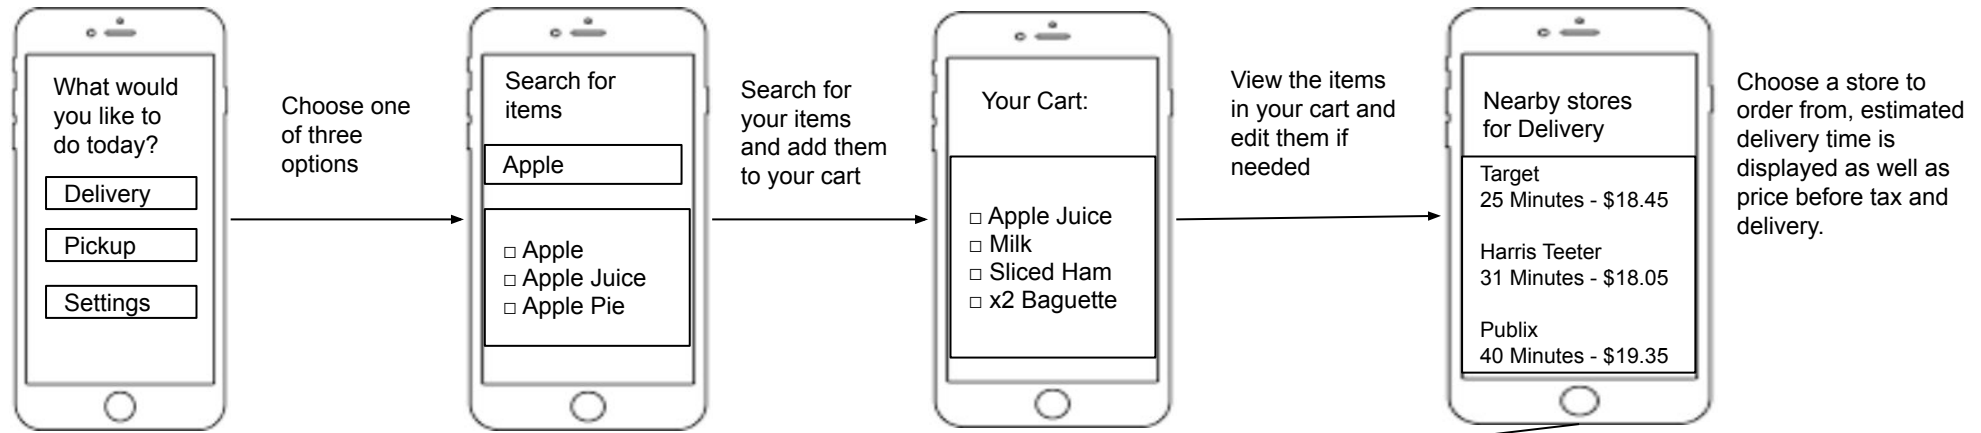 What would
you like to
do today?
Delivery
Pickup
Settings
Choose one
of three
options
Search for
items
Apple
□ Apple
□ Apple Juice
□ Apple Pie
Search for
your items
and add them
to your cart
Your Cart:
□ Apple Juice
□ Milk
□ Sliced Ham
□ x2 Baguette
View the items
in your cart and
edit them if
needed
Nearby stores
for Delivery
Target
25 Minutes - $18.45
Harris Teeter
31 Minutes - $18.05
Publix
40 Minutes - $19.35
Choose a store to
order from, estimated
delivery time is
displayed as well as
price before tax and
delivery.